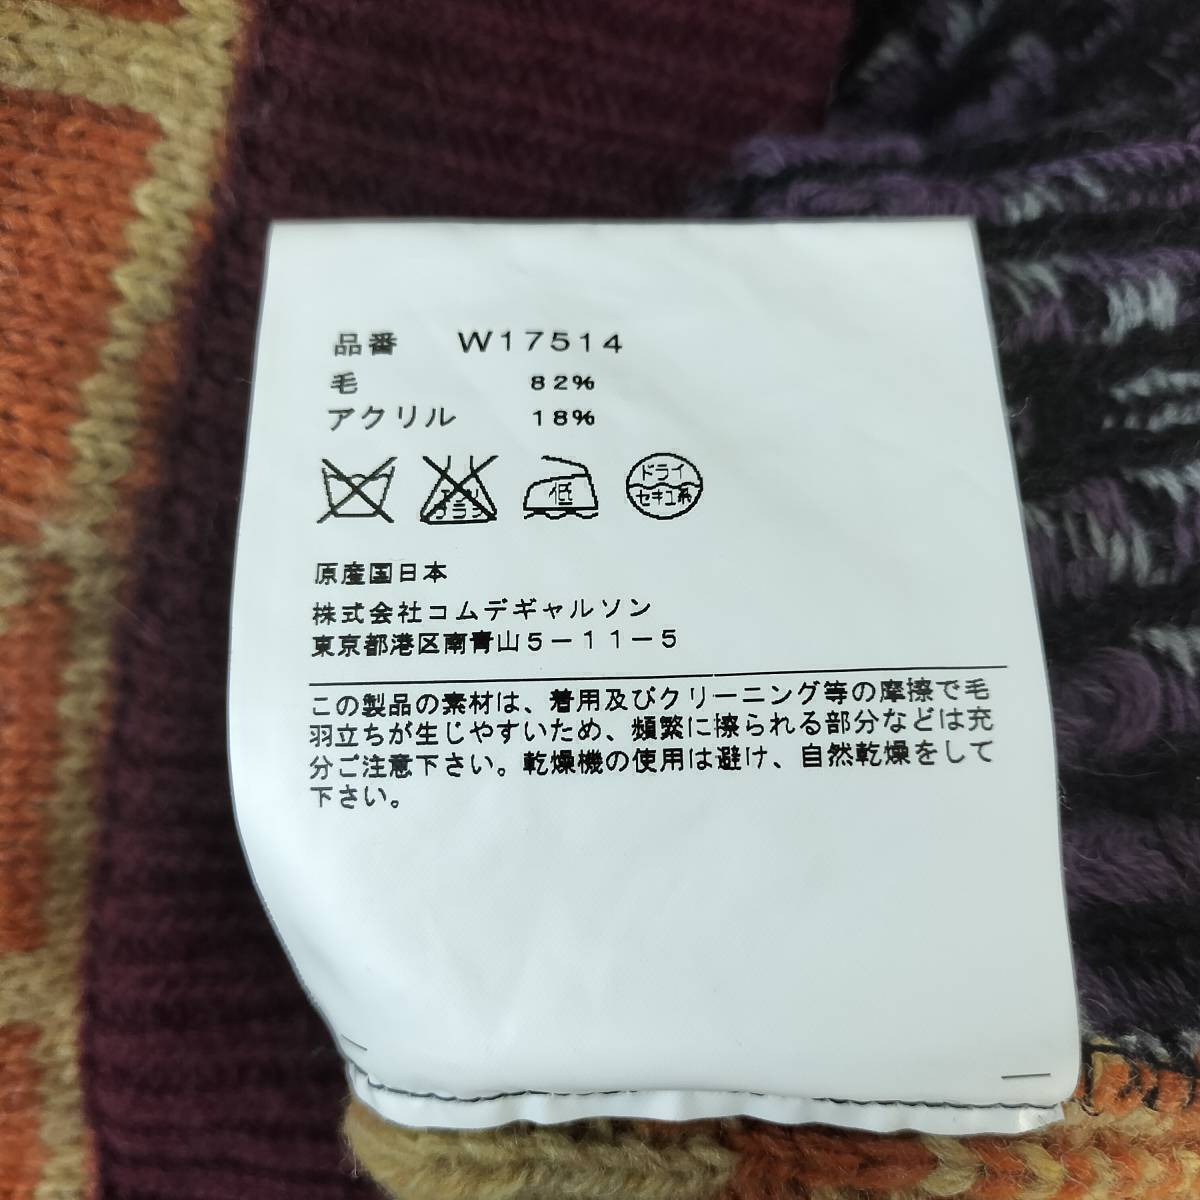 品番 W17514
毛 82%
アクリル 18%
エンソ
サラシ
低
ドライ
セキユ系
原産国日本
株式会社コムデギャルソン
東京都港区南青山5-11-5
この製品の素材は、着用及びクリーニング等の摩擦で毛
羽立ちが生じやすいため、頻繁に擦られる部分などは充
分ご注意下さい。乾燥機の使用は避け、自然乾燥をして
下さい。